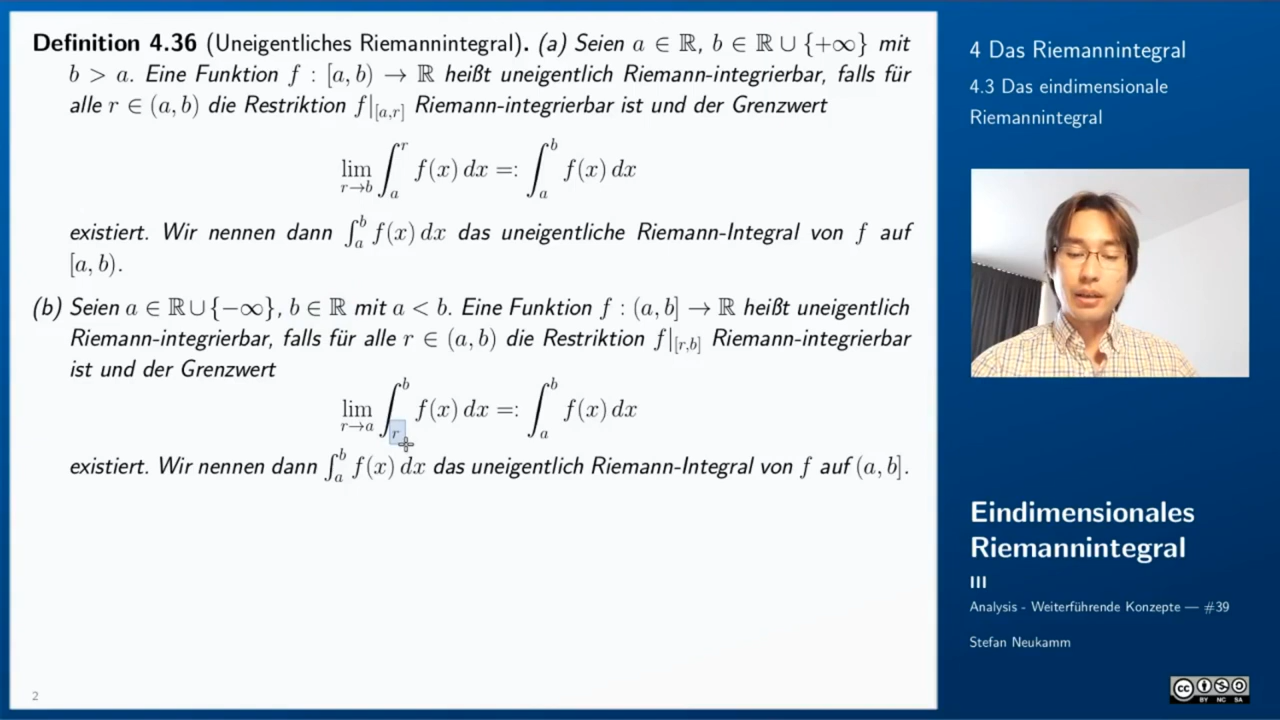 Definition 4.36 (Uneigentliches Riemannintegral). (a) Seien a ∈ ℝ, b ∈ ℝ ∪ {+∞} mit
b > a. Eine Funktion f : [a, b) → ℝ heißt uneigentlich Riemann-integrierbar, falls für
alle r ∈ (a, b) die Restriktion f|[a,r] Riemann-integrierbar ist und der Grenzwert
lim_{r→b} ∫_a^r f(x) dx =: ∫_a^b f(x) dx
existiert. Wir nennen dann ∫_a^b f(x) dx das uneigentliche Riemann-Integral von f auf
[a, b).
(b) Seien a ∈ ℝ∪{−∞}, b ∈ ℝ mit a < b. Eine Funktion f : (a, b] → ℝ heißt uneigentlich
Riemann-integrierbar, falls für alle r ∈ (a, b) die Restriktion f|[r,b] Riemann-integrierbar
ist und der Grenzwert
lim_{r→a} ∫_r^b f(x) dx =: ∫_a^b f(x) dx
existiert. Wir nennen dann ∫_a^b f(x) dx das uneigentlich Riemann-Integral von f auf (a, b].
2
4 Das Riemannintegral
4.3 Das eindimensionale
Riemannintegral
Eindimensionales
Riemannintegral
III
Analysis - Weiterführende Konzepte — #39
Stefan Neukamm
cc
BY NC SA